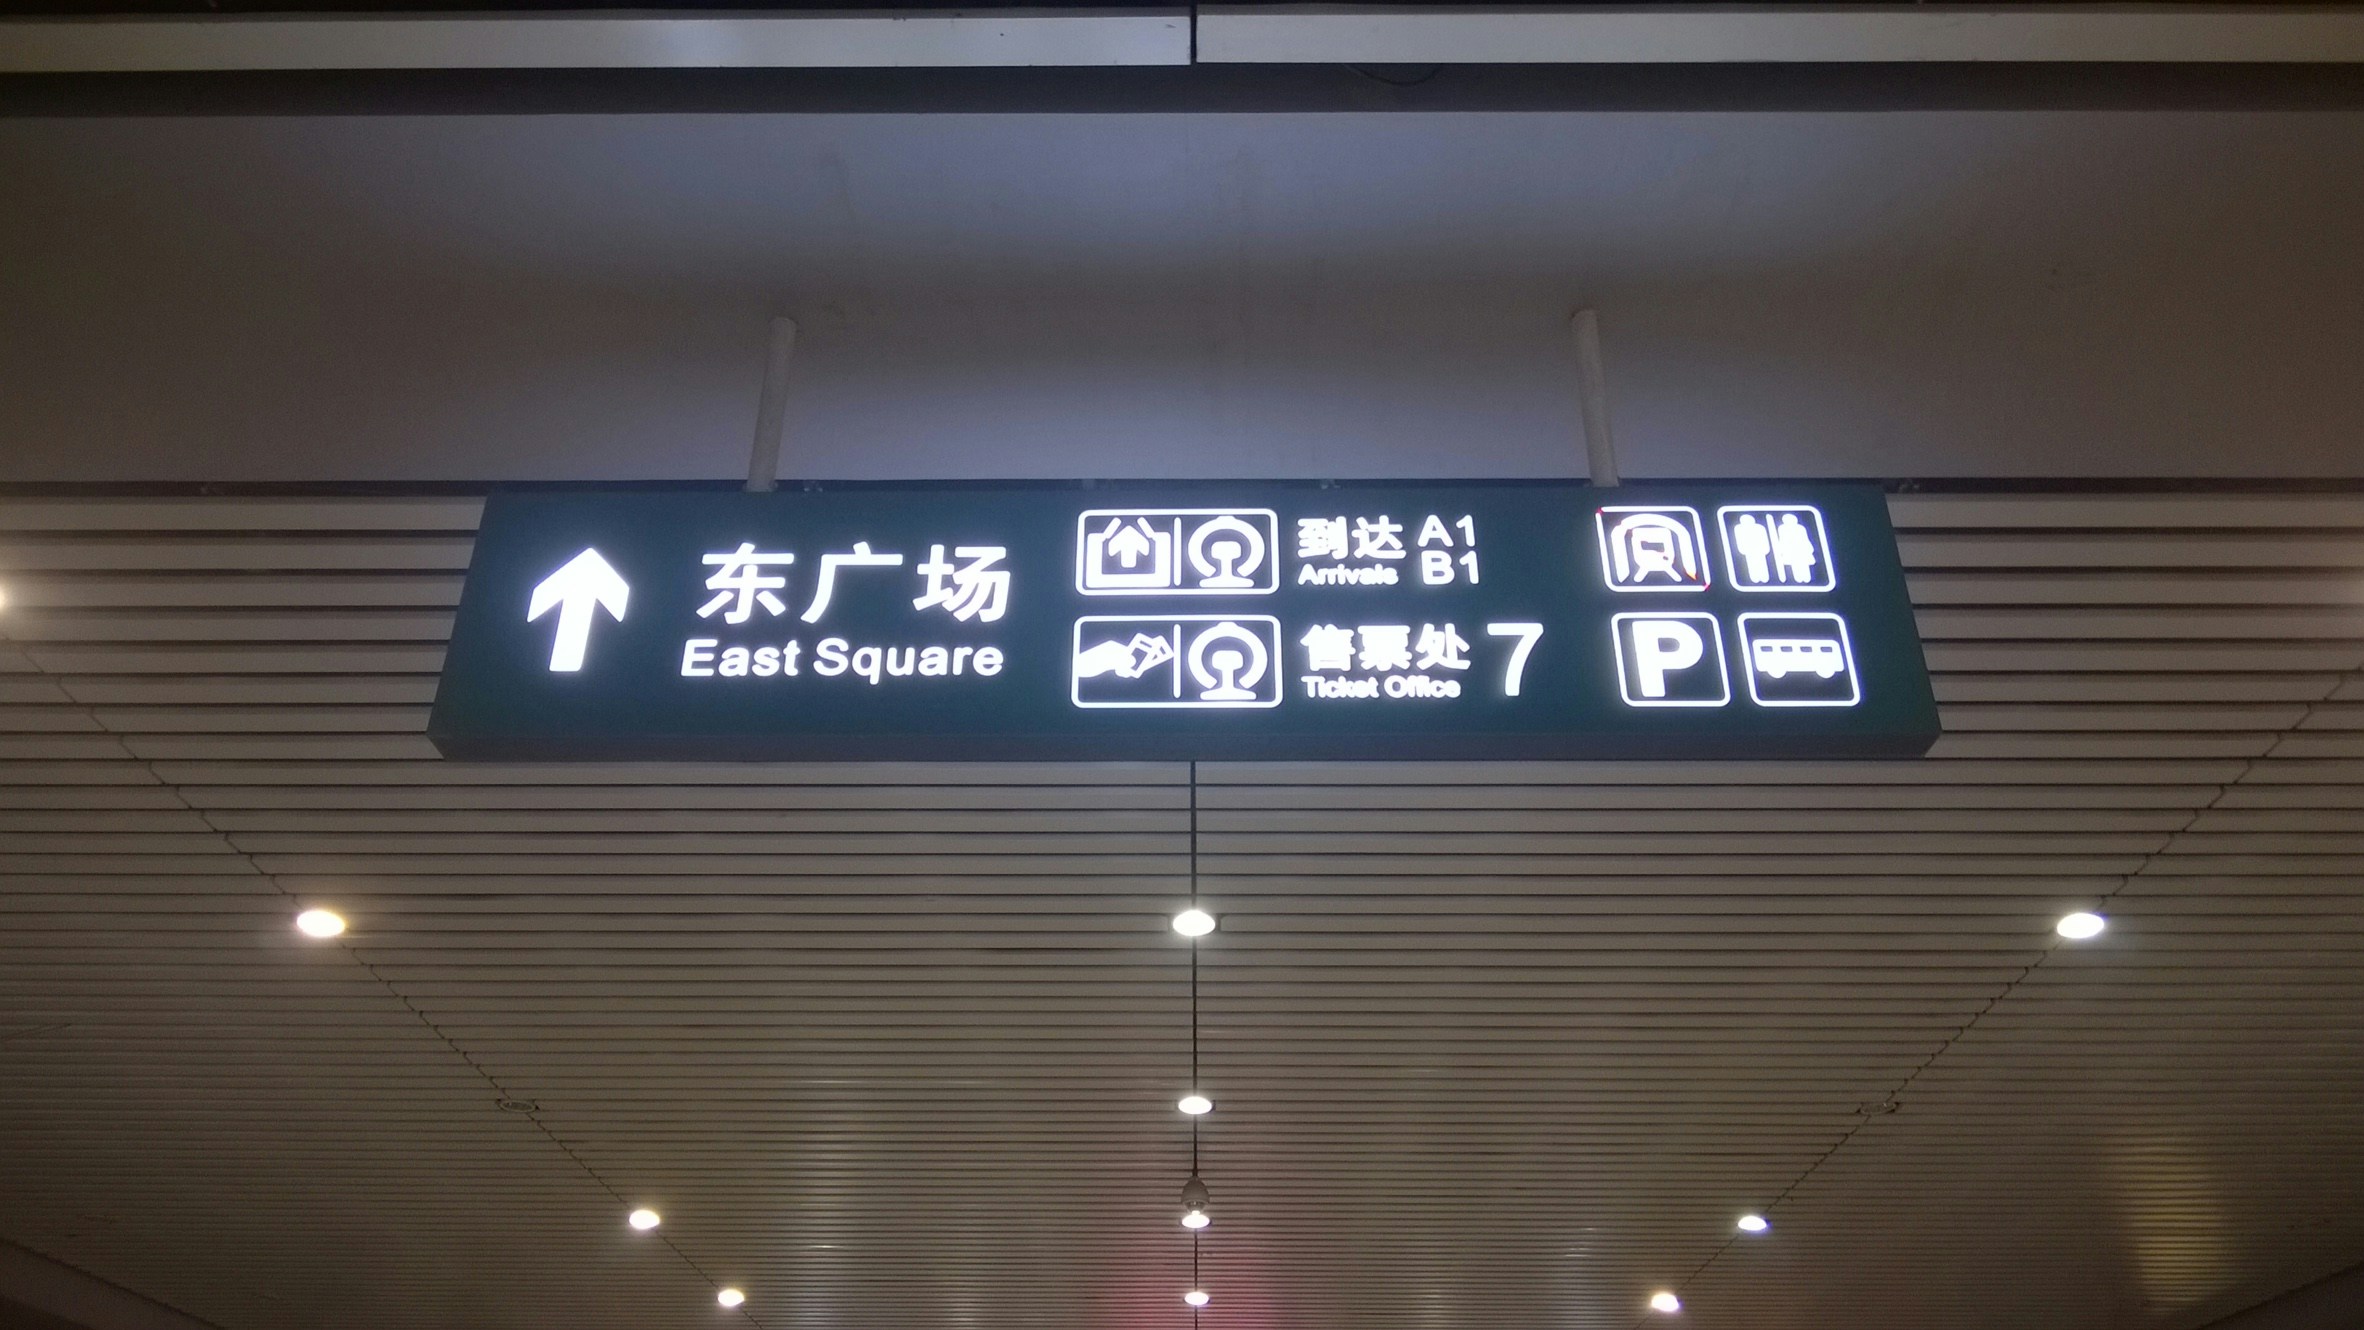 东广场
East Square
到达 A1
Arrivals B1
售票处 7
Ticket Office
P